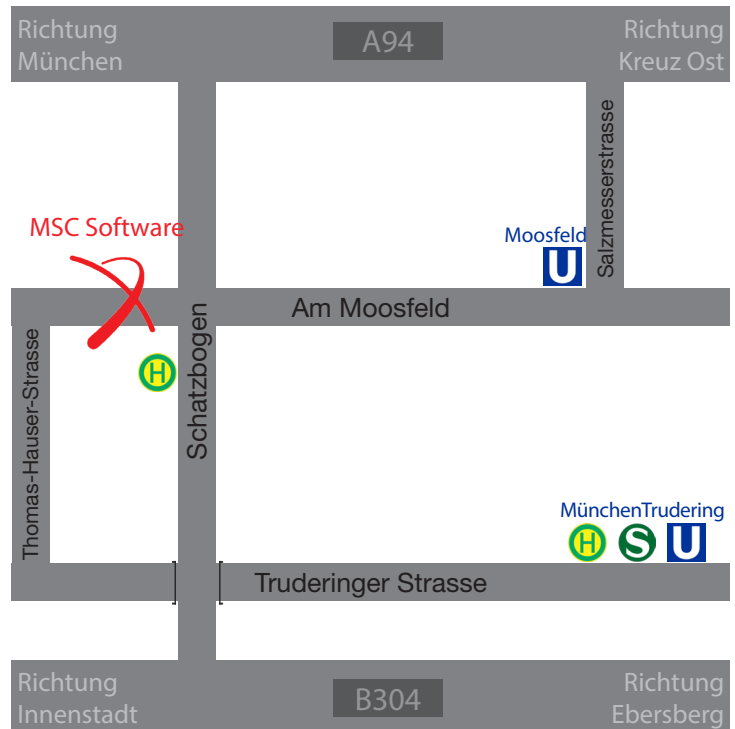 Richtung
München
A94
Richtung
Kreuz Ost
Salzmesserstrasse
MSC Software
Moosfeld
U
Am Moosfeld
Schatzbogen
H
Thomas-Hauser-Strasse
MünchenTrudering
H S U
Truderinger Strasse
Richtung
Innenstadt
B304
Richtung
Ebersberg